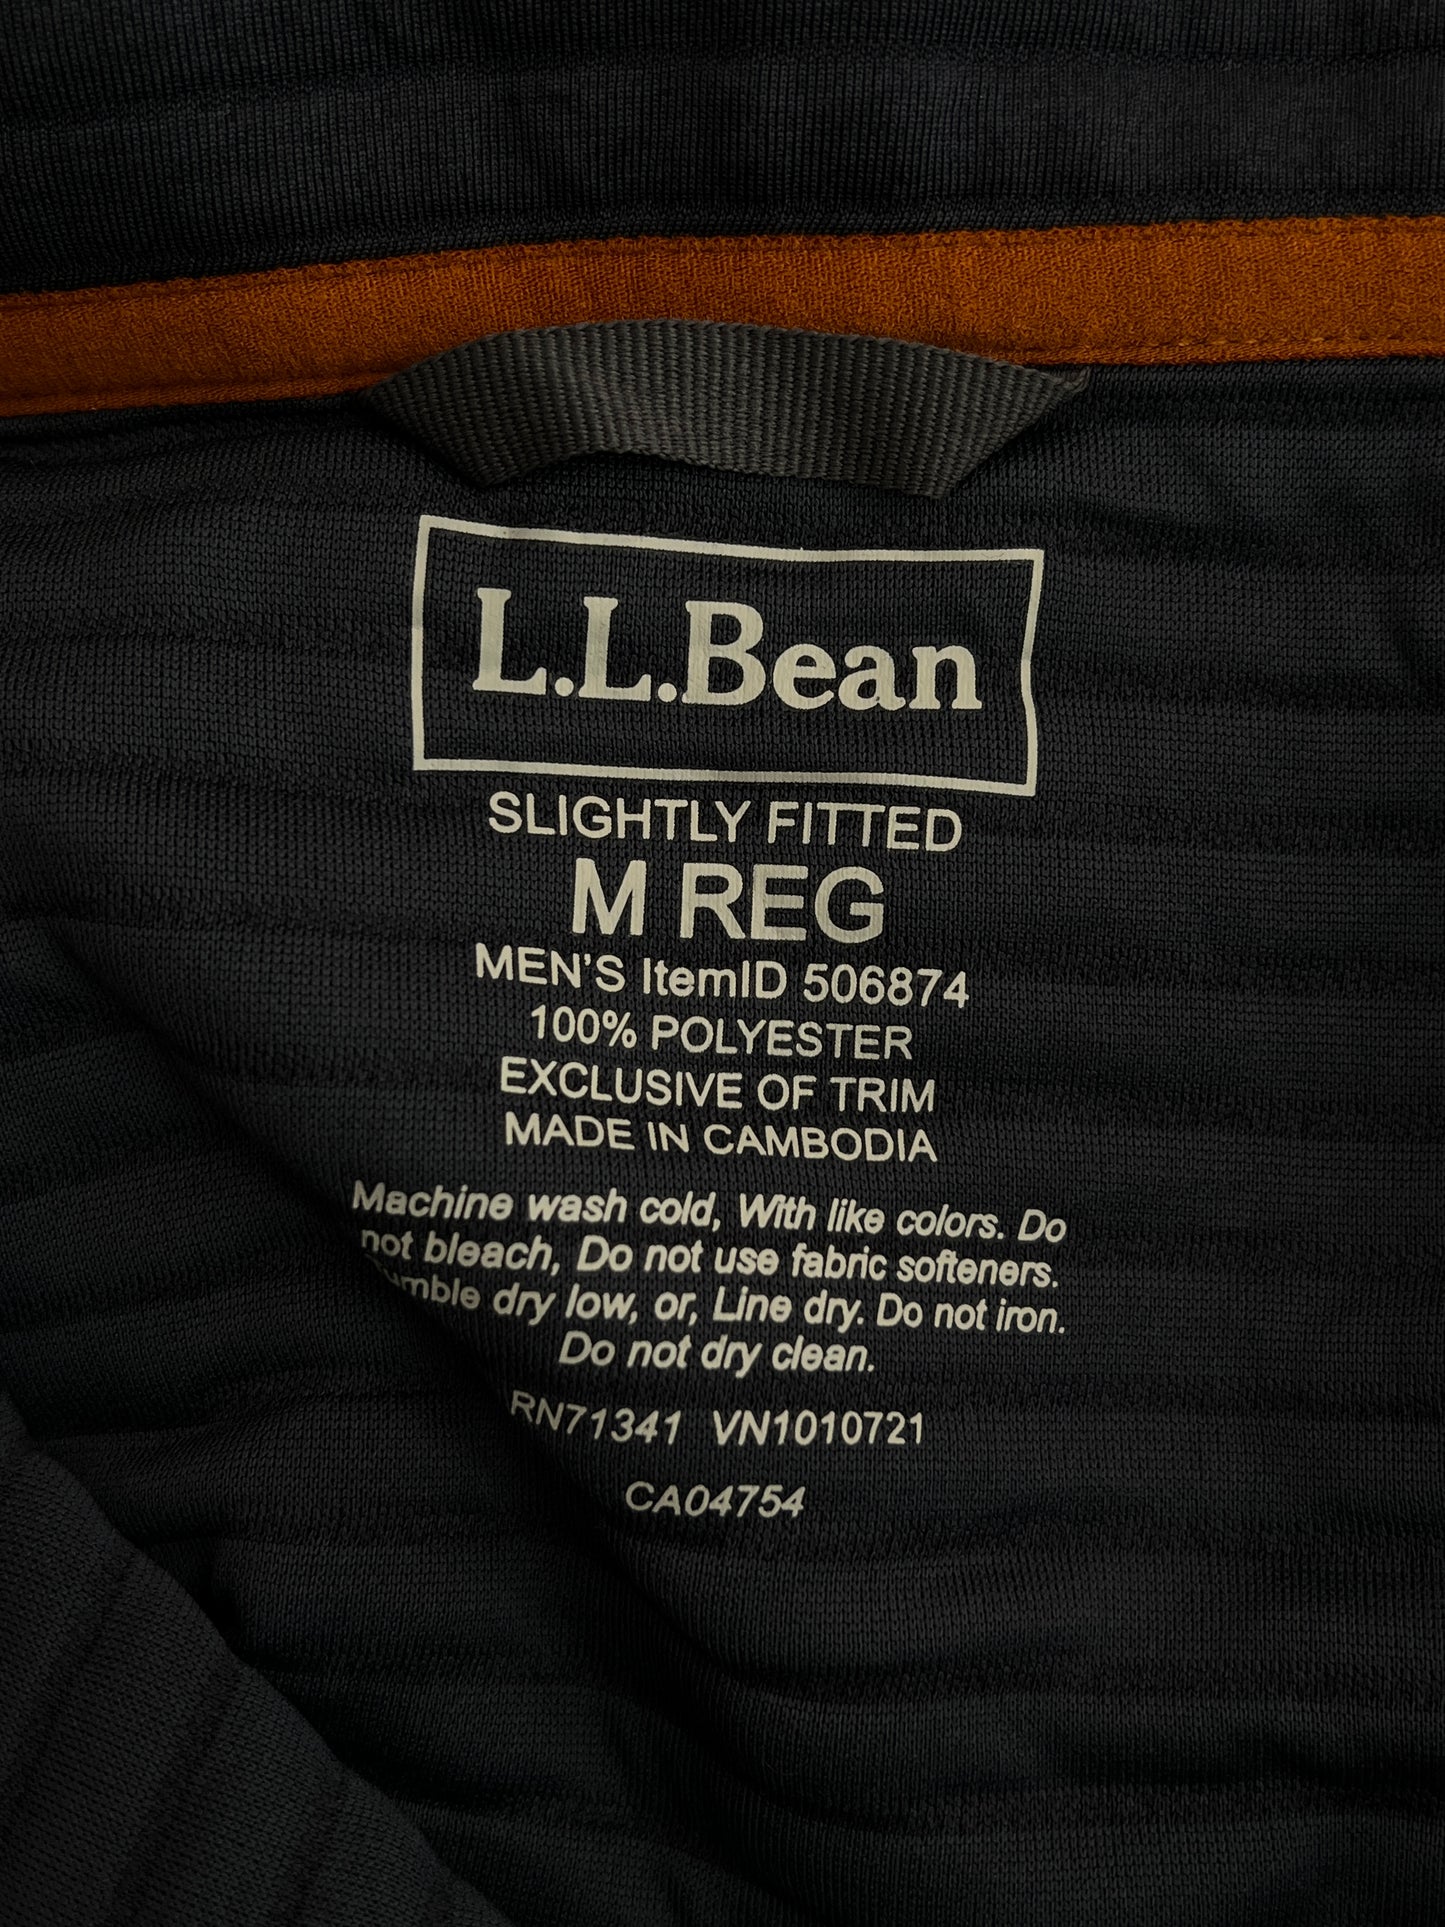 L.L.Bean
SLIGHTLY FITTED
M REG
MEN'S ItemID 506874
100% POLYESTER
EXCLUSIVE OF TRIM
MADE IN CAMBODIA
Machine wash cold, With like colors. Do
not bleach, Do not use fabric softeners.
Tumble dry low, or, Line dry. Do not iron.
Do not dry clean.
RN71341 VN1010721
CA04754